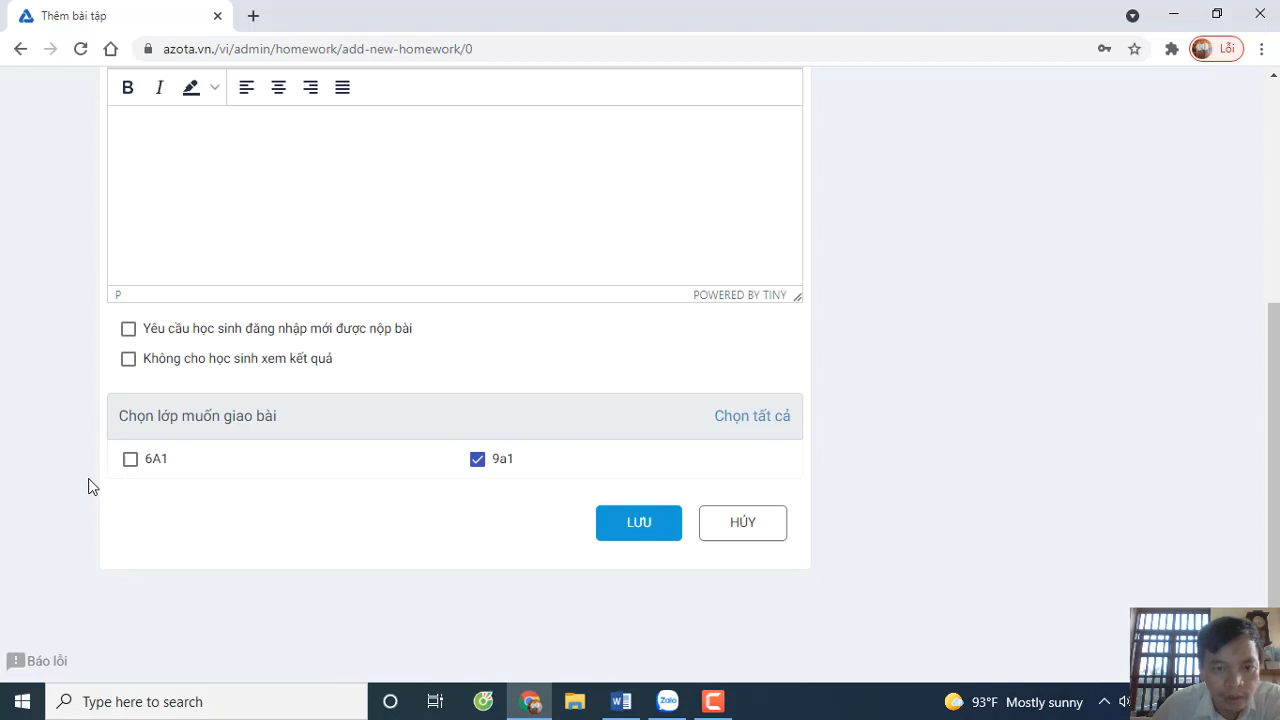 Thêm bài tập
azota.vn./vi/admin/homework/add-new-homework/0
Lỗi
B I
P
POWERED BY TINY
Yêu cầu học sinh đăng nhập mới được nộp bài
Không cho học sinh xem kết quả
Chọn lớp muốn giao bài
Chọn tất cả
6A1
9a1
LƯU
HỦY
Báo lỗi
Type here to search
Zalo
93°F Mostly sunny